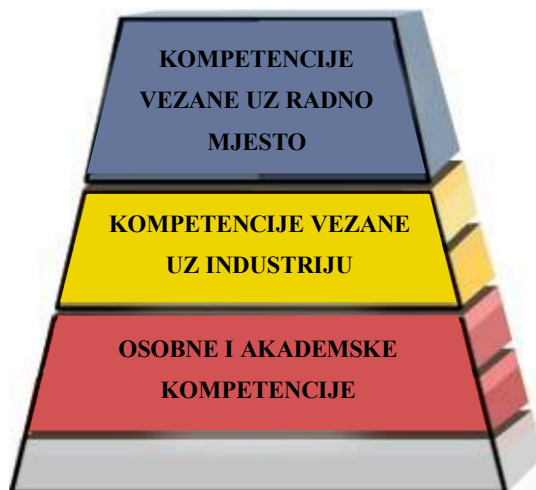 KOMPETENCIJE
VEZANE UZ RADNO
MJESTO
KOMPETENCIJE VEZANE
UZ INDUSTRIJU
OSOBNE I AKADEMSKE
KOMPETENCIJE